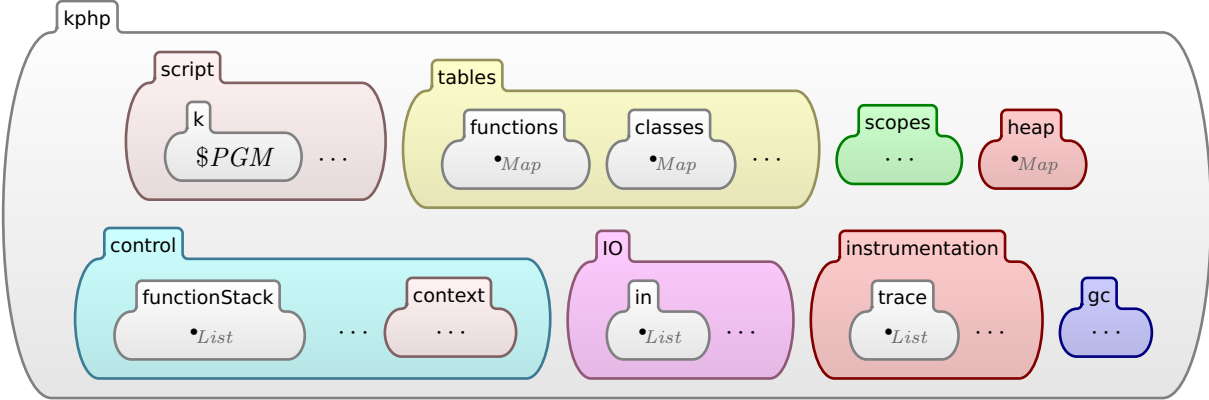 kphp
script
tables
k
functions
classes
scopes
heap
$PGM
...
•Map
•Map
...
...
•Map
control
IO
instrumentation
functionStack
context
in
trace
gc
•List
...
...
•List
...
•List
...
...